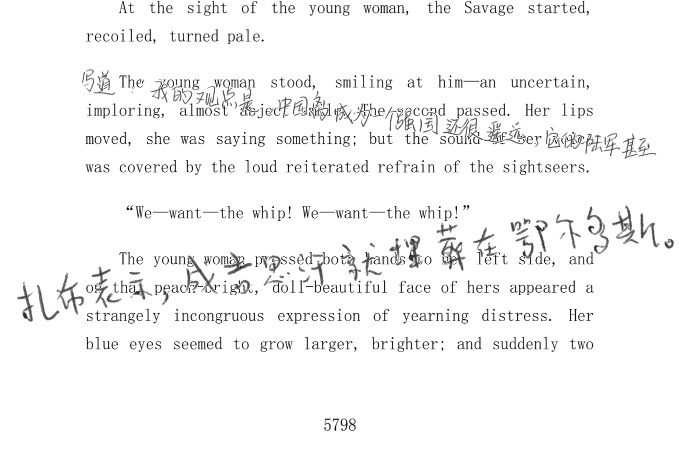 At the sight of the young woman, the Savage started,
recoiled, turned pale.
The young woman stood, smiling at him—an uncertain,
写道：我的观点是，中国离成为一个强国还很遥远，它的陆军甚至
imploring, almost abject smile. The second passed. Her lips
moved, she was saying something; but the sound of her voice
was covered by the loud reiterated refrain of the sightseers.
“We—want—the whip! We—want—the whip!”
The young woman pressed both hands to her left side, and
扎布表示，成吉思汗就埋葬在鄂尔多斯。
on that peach-bright, doll-beautiful face of hers appeared a
strangely incongruous expression of yearning distress. Her
blue eyes seemed to grow larger, brighter; and suddenly two
5798